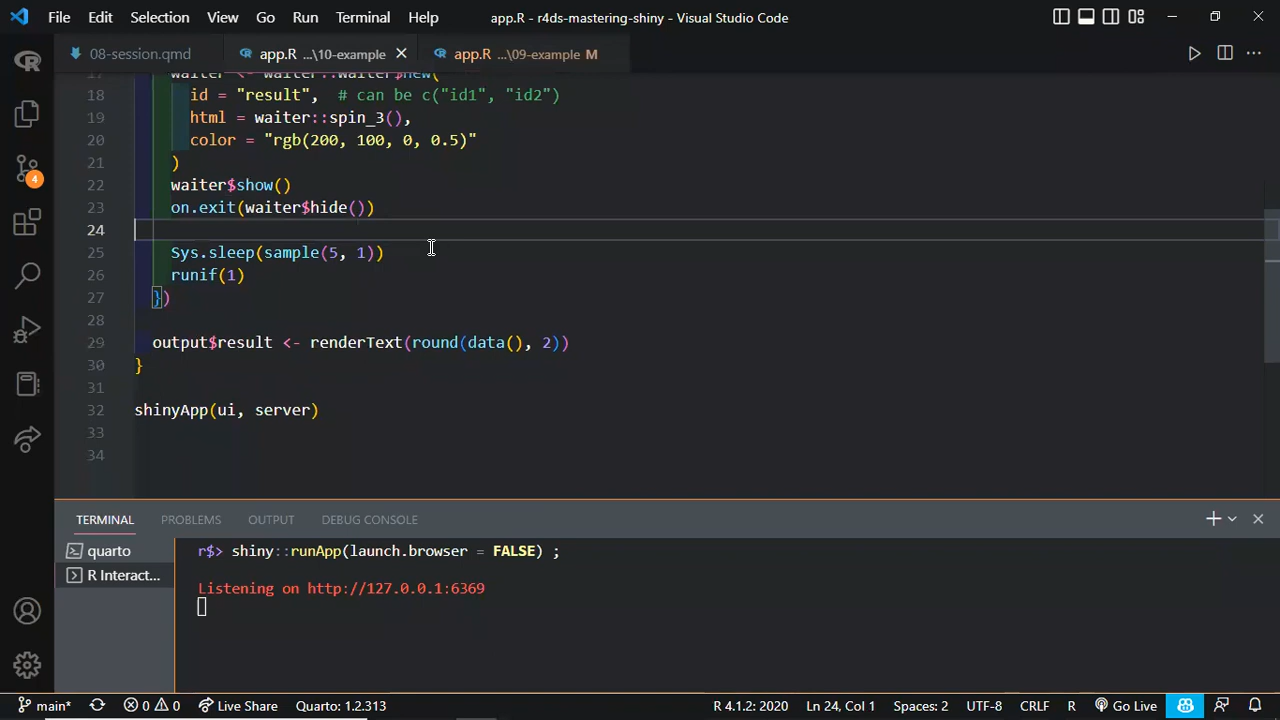 File Edit Selection View Go Run Terminal Help app.R - r4ds-mastering-shiny - Visual Studio Code
08-session.qmd app.R ...\10-example app.R ...\09-example M
17 waiter <- waiter::Waiter$new(
18 id = "result", # can be c("id1", "id2")
19 html = waiter::spin_3(),
20 color = "rgb(200, 100, 0, 0.5)"
21 )
22 waiter$show()
23 on.exit(waiter$hide())
24
25 Sys.sleep(sample(5, 1))
26 runif(1)
27 })
28
29 output$result <- renderText(round(data(), 2))
30 }
31
32 shinyApp(ui, server)
33
34
4
TERMINAL PROBLEMS OUTPUT DEBUG CONSOLE
quarto
R Interact...
r$> shiny::runApp(launch.browser = FALSE) ;
Listening on http://127.0.0.1:6369
main* 0 0 Live Share Quarto: 1.2.313 R 4.1.2: 2020 Ln 24, Col 1 Spaces: 2 UTF-8 CRLF R Go Live